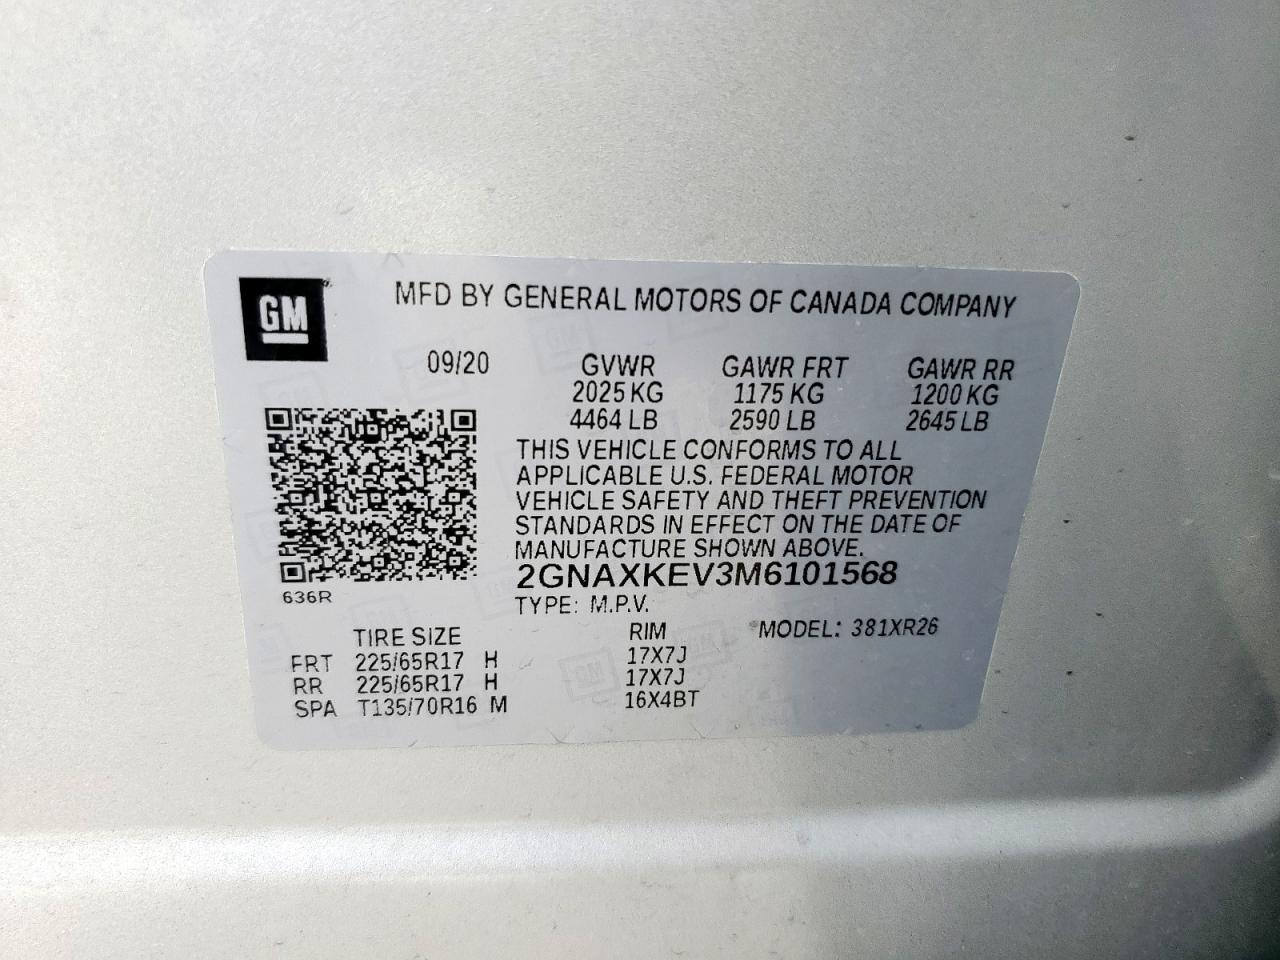 GM
MFD BY GENERAL MOTORS OF CANADA COMPANY
09/20 GVWR GAWR FRT GAWR RR
2025 KG 1175 KG 1200 KG
4464 LB 2590 LB 2645 LB
THIS VEHICLE CONFORMS TO ALL
APPLICABLE U.S. FEDERAL MOTOR
VEHICLE SAFETY AND THEFT PREVENTION
STANDARDS IN EFFECT ON THE DATE OF
MANUFACTURE SHOWN ABOVE.
2GNAXKEV3M6101568
636R
TYPE: M.P.V.
TIRE SIZE RIM MODEL: 381XR26
FRT 225/65R17 H 17X7J
RR 225/65R17 H 17X7J
SPA T135/70R16 M 16X4BT